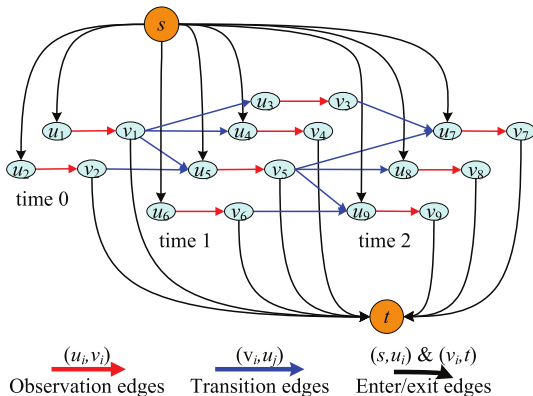 s
u3 v3
u1 v1 u4 v4 u7 v7
u2 v2 u5 v5 u8 v8
time 0
u6 v6 u9 v9
time 1 time 2
t
(ui,vi) (vi,uj) (s,ui) & (vi,t)
Observation edges Transition edges Enter/exit edges